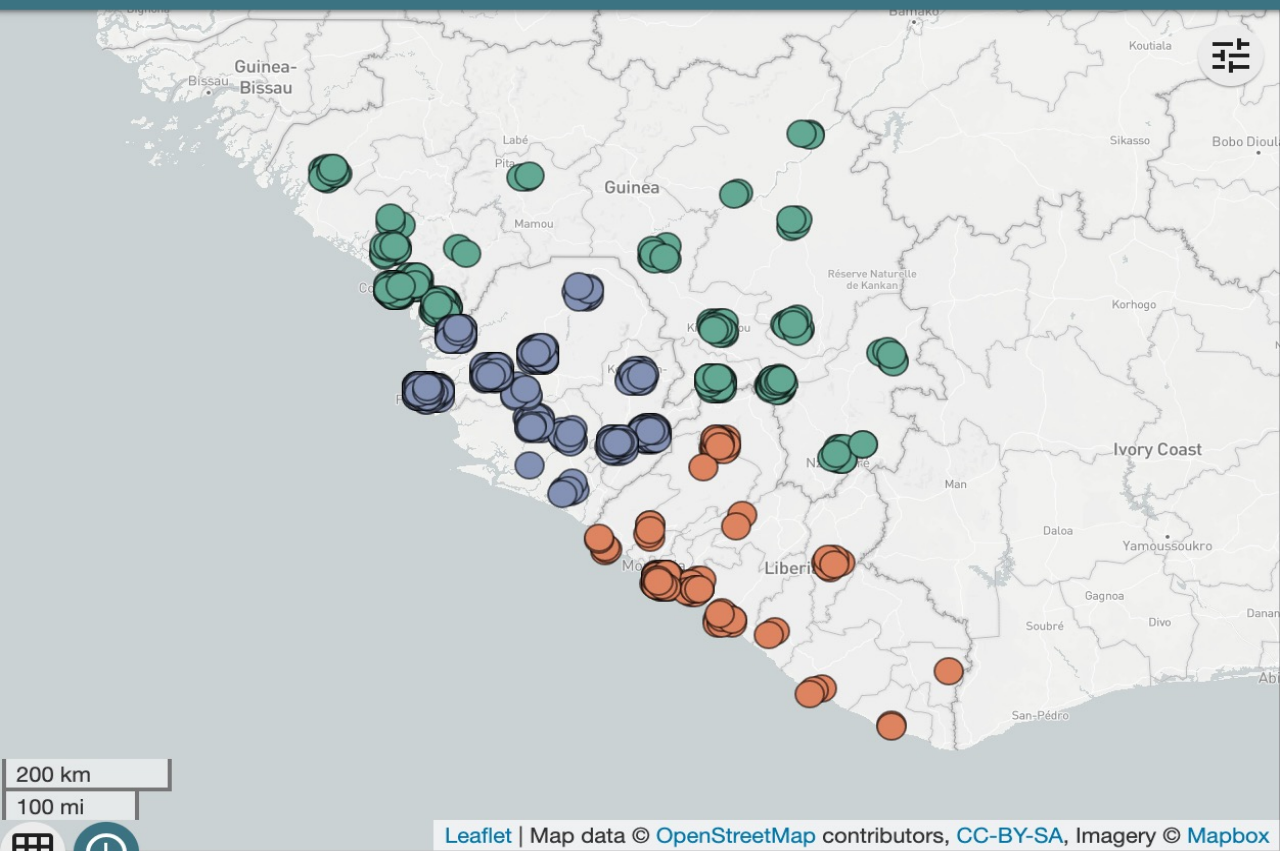 Bamako
Koutiala
Guinea-
Bissau
Bissau
Labé
Sikasso
Bobo Dioul
Pita
Guinea
Mamou
Réserve Naturelle
de Kankan
Korhogo
Ivory Coast
Man
Daloa
Yamoussoukro
Liberi
Gagnoa
Danan
Soubré
Divo
Abi
San-Pédro
200 km
100 mi
Leaflet | Map data © OpenStreetMap contributors, CC-BY-SA, Imagery © Mapbox